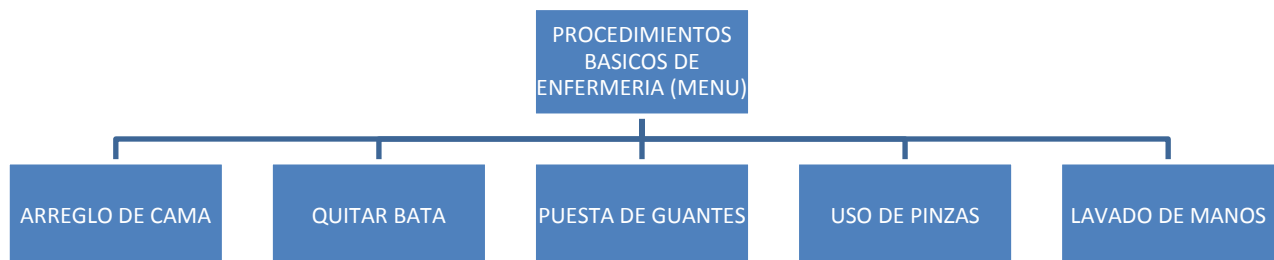 PROCEDIMIENTOS
BASICOS DE
ENFERMERIA (MENU)
ARREGLO DE CAMA
QUITAR BATA
PUESTA DE GUANTES
USO DE PINZAS
LAVADO DE MANOS